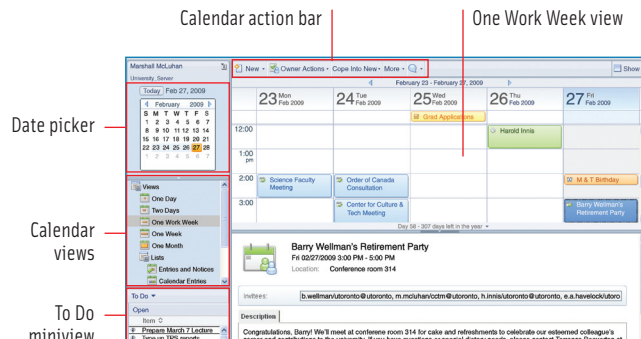 Calendar action bar
One Work Week view
Date picker
Calendar
views
To Do
miniview
Marshall McLuhan
University_Server
New
Owner Actions
Cope Into New
More
Show
Today Feb 27, 2009
February 2009
S M T W T F S
1 2 3 4 5 6 7
8 9 10 11 12 13 14
15 16 17 18 19 20 21
22 23 24 25 26 27 28
1 2 3 4 5 6 7
Views
One Day
Two Days
One Work Week
One Week
One Month
Lists
Entries and Notices
Calendar Entries
To Do
Open
Item
Prepare March 7 Lecture
Type up TPS reports
February 23 - February 27, 2009
23 Mon Feb 2009
24 Tue Feb 2009
25 Wed Feb 2009
26 Thu Feb 2009
27 Fri Feb 2009
Grad Applications
12:00
Harold Innis
1:00 pm
2:00
Science Faculty
Meeting
Order of Canada
Consultation
M & T Birthday
3:00
Center for Culture &
Tech Meeting
Barry Wellman's
Retirement Party
Day 58 - 307 days left in the year
Barry Wellman's Retirement Party
Fri 02/27/2009 3:00 PM - 5:00 PM
Location: Conference room 314
Invitees:
b.wellman/utoronto@utoronto, m.mcluhan/cctm@utoronto, h.innis/utoronto@utoronto, e.a.havelock/utoro
Description
Congratulations, Barry! We'll meet at conference room 314 for cake and refreshments to celebrate our esteemed colleague's